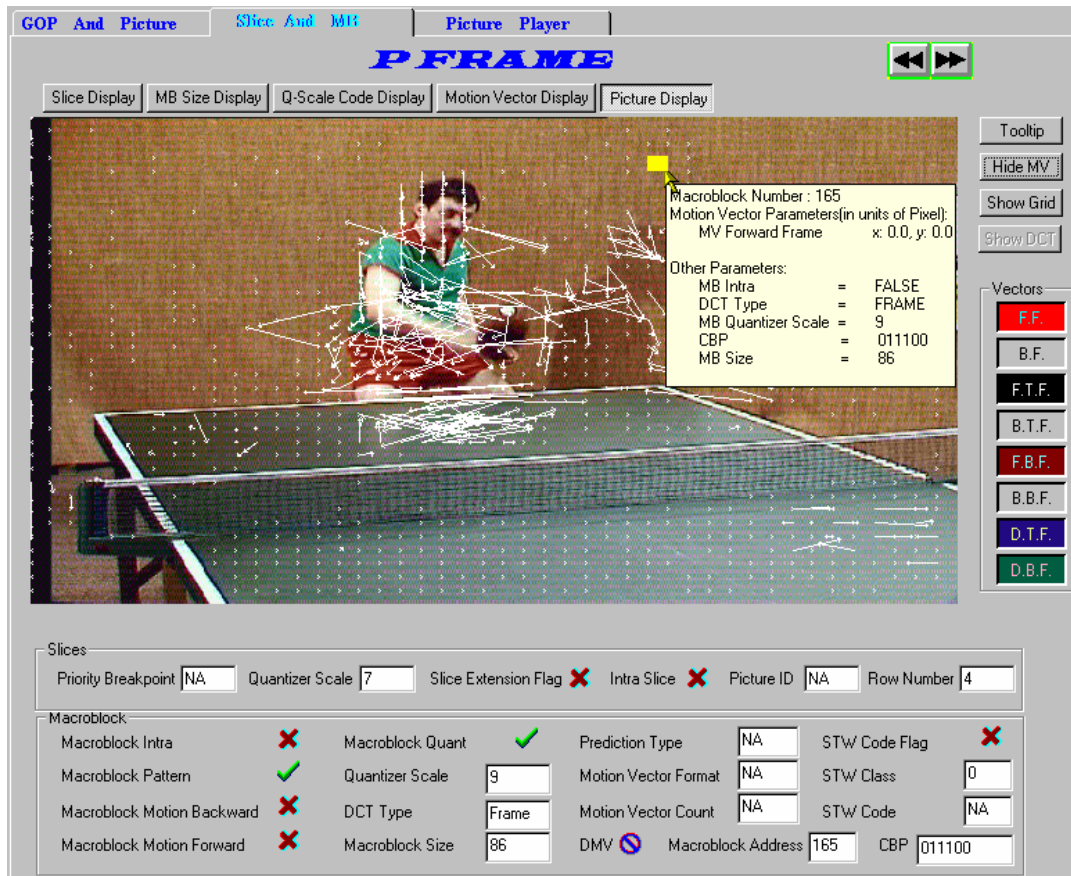 GOP And Picture Slice And MB Picture Player
P FRAME
Slice Display MB Size Display Q-Scale Code Display Motion Vector Display Picture Display
Tooltip
Hide MV
Show Grid
Show DCT
Macroblock Number : 165
Motion Vector Parameters(in units of Pixel):
MV Forward Frame x: 0.0, y: 0.0
Other Parameters:
MB Intra = FALSE
DCT Type = FRAME
MB Quantizer Scale = 9
CBP = 011100
MB Size = 86
Vectors
F.F.
B.F.
F.T.F.
B.T.F.
F.B.F.
B.B.F.
D.T.F.
D.B.F.
Slices
Priority Breakpoint NA Quantizer Scale 7 Slice Extension Flag Intra Slice Picture ID NA Row Number 4
Macroblock
Macroblock Intra Macroblock Quant Prediction Type NA STW Code Flag
Macroblock Pattern Quantizer Scale 9 Motion Vector Format NA STW Class 0
Macroblock Motion Backward DCT Type Frame Motion Vector Count NA STW Code NA
Macroblock Motion Forward Macroblock Size 86 DMV Macroblock Address 165 CBP 011100